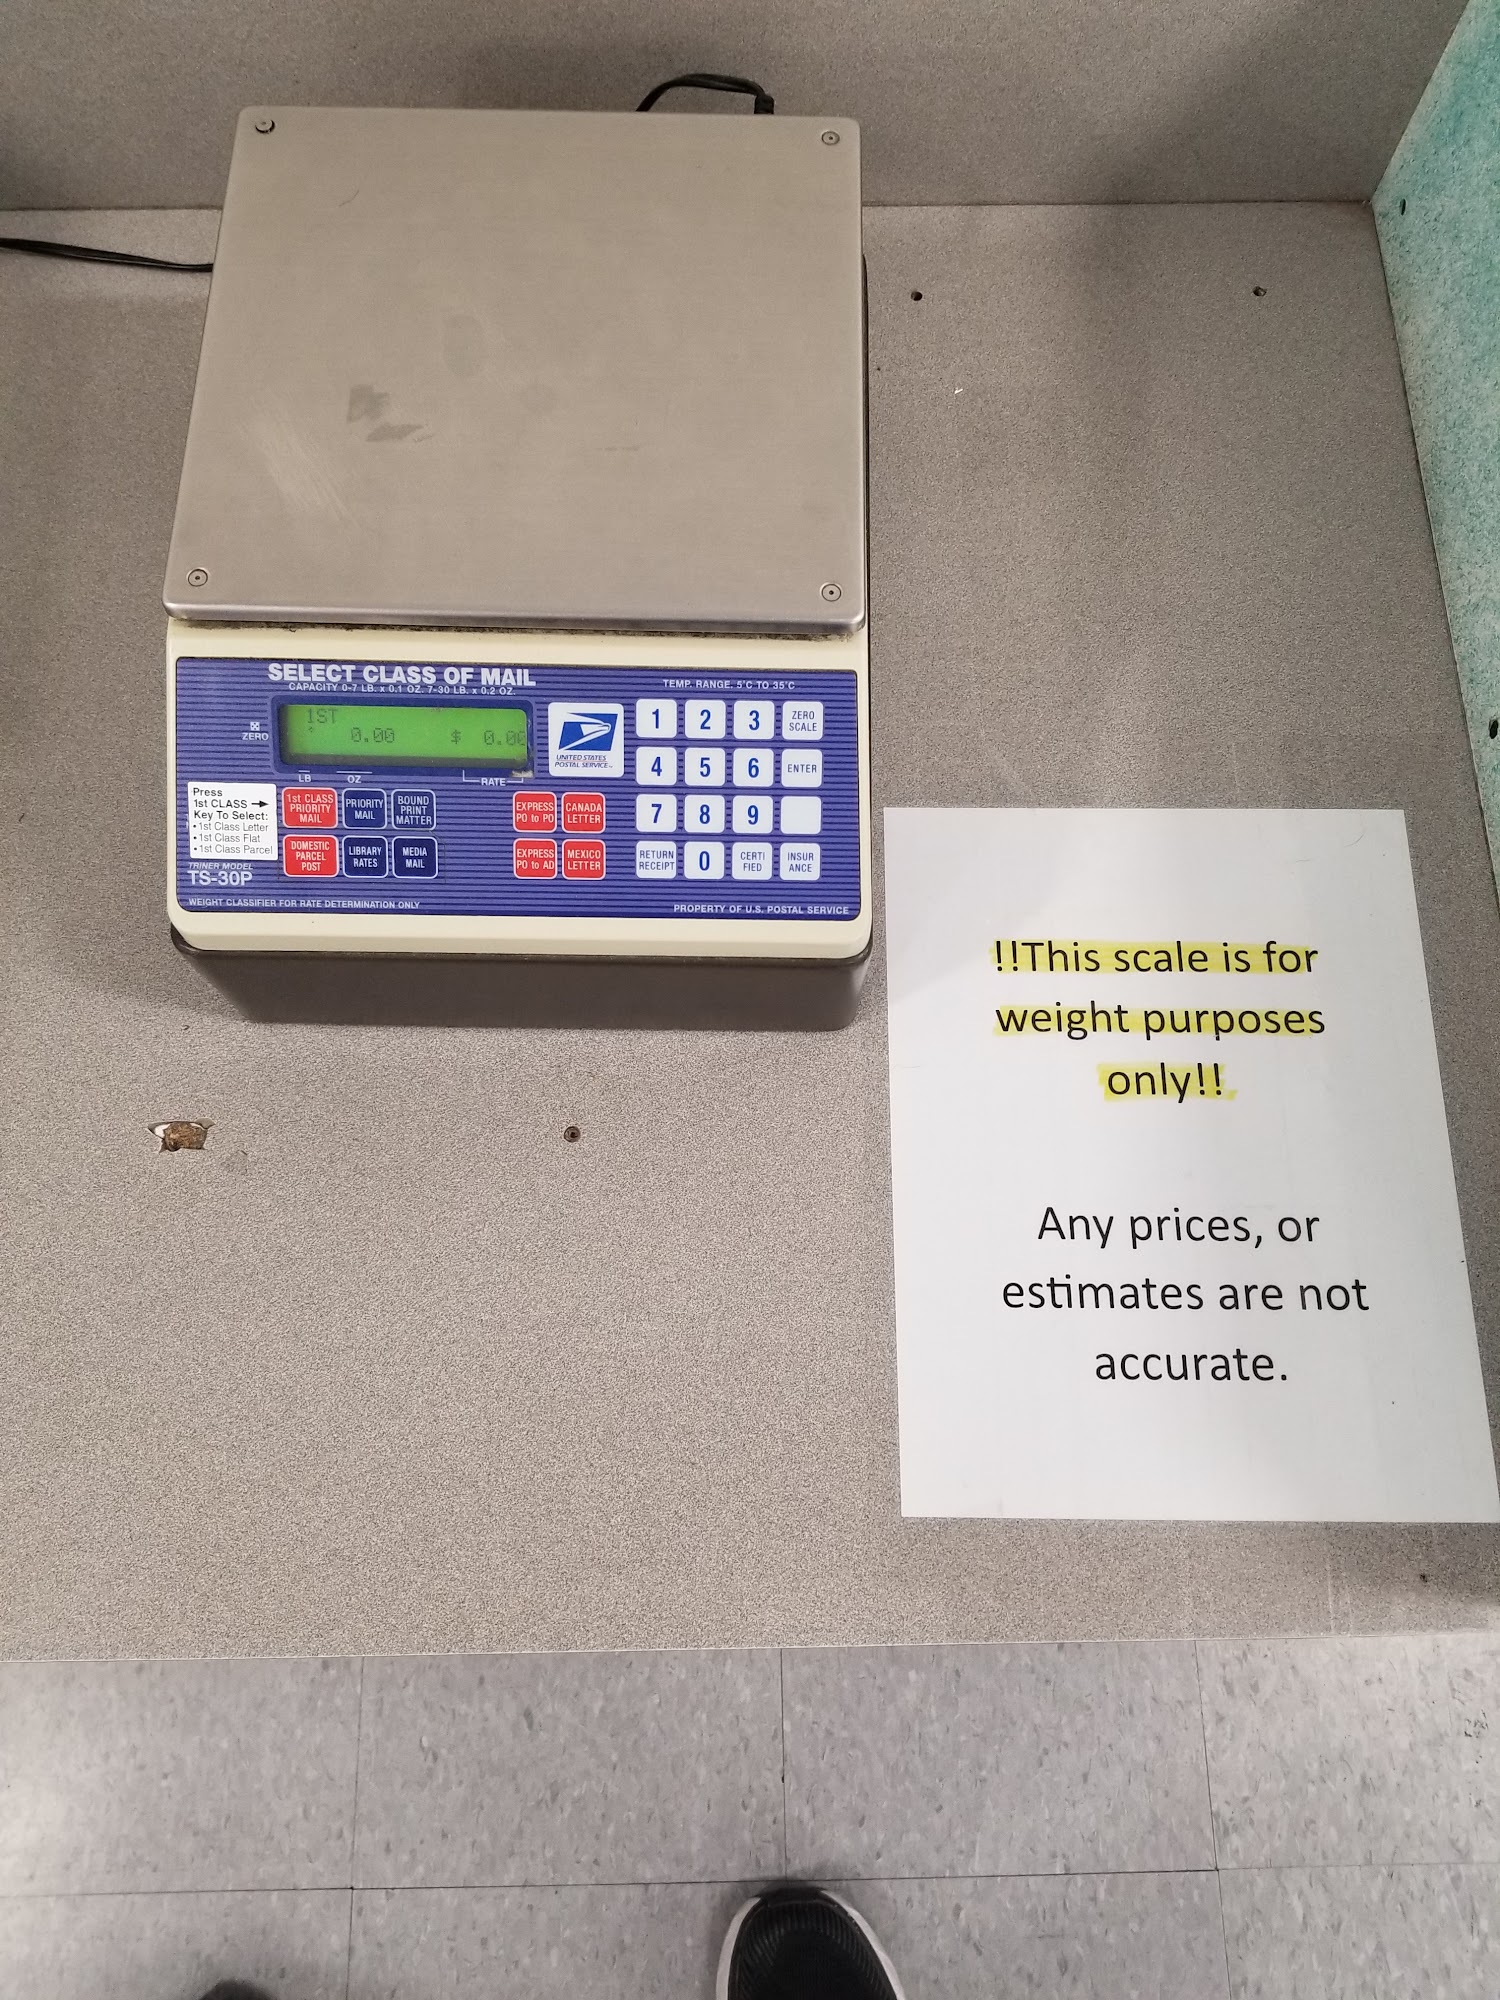 SELECT CLASS OF MAIL
CAPACITY 0-7 LB. x 0.1 OZ. 7-30 LB. x 0.2 OZ.
TEMP. RANGE. 5°C TO 35°C
1ST
0.00 $ 0.00
ZERO
LB OZ
RATE
UNITED STATES
POSTAL SERVICE™
1 2 3 ZERO
SCALE
4 5 6 ENTER
7 8 9
RETURN
RECEIPT
0
CERTI
FIED
INSUR
ANCE
Press
1st CLASS
Key To Select:
• 1st Class Letter
• 1st Class Flat
• 1st Class Parcel
1st CLASS
PRIORITY
MAIL
PRIORITY
MAIL
BOUND
PRINT
MATTER
EXPRESS
PO to PO
CANADA
LETTER
DOMESTIC
PARCEL
POST
LIBRARY
RATES
MEDIA
MAIL
EXPRESS
PO to AD
MEXICO
LETTER
TRINER MODEL
TS-30P
WEIGHT CLASSIFIER FOR RATE DETERMINATION ONLY
PROPERTY OF U.S. POSTAL SERVICE
!!This scale is for
weight purposes
only!!
Any prices, or
estimates are not
accurate.